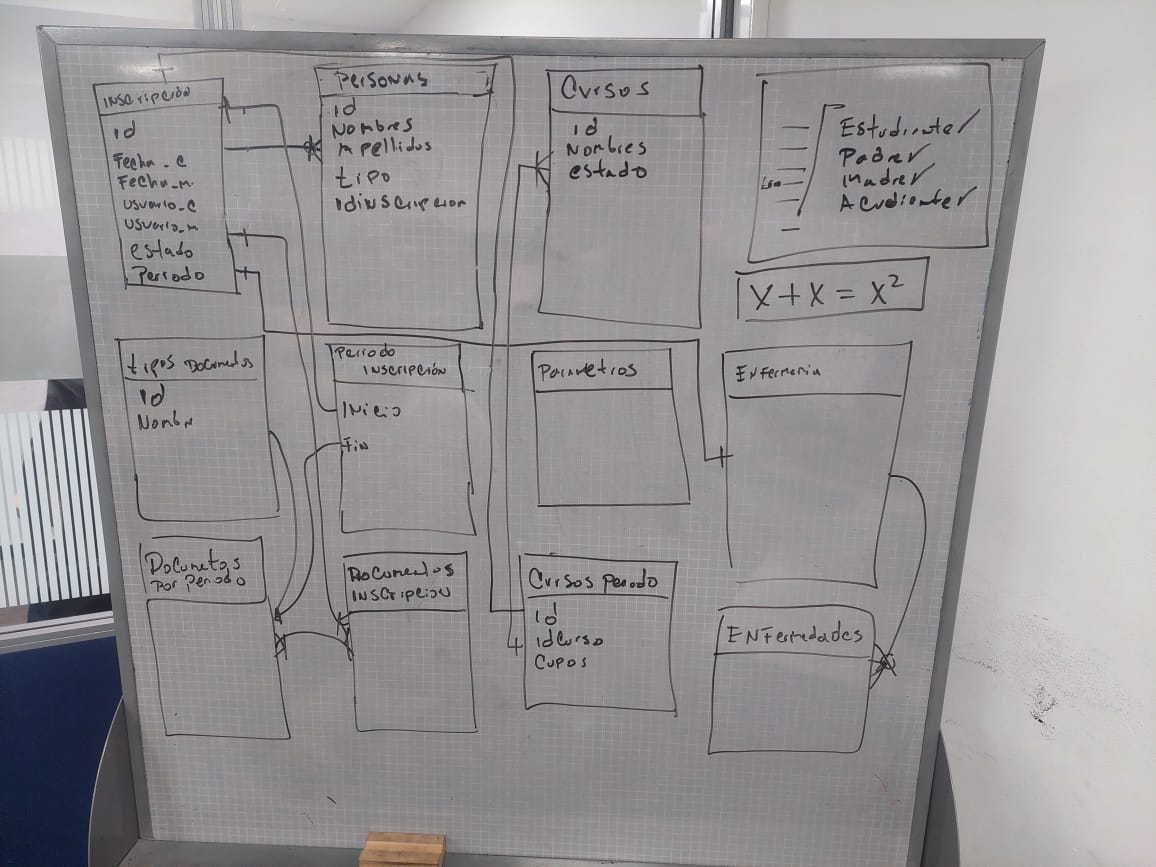 Inscripción
id
Fecha_c
Fecha_m
usuario_c
usuario_m
estado
Periodo
Personas
id
Nombres
Apellidos
tipo
idinscripcion
Cursos
id
Nombres
estado
Estudiante
Padre
Madre
Acudiente
X + X = X²
tipos Documentos
id
Nombr
Periodo
inscripción
Inicio
Fin
Parametros
Enfermeria
Documetos
por periodo
Documentos
inscripcion
Cursos periodo
id
idCurso
Cupos
ENFermedades